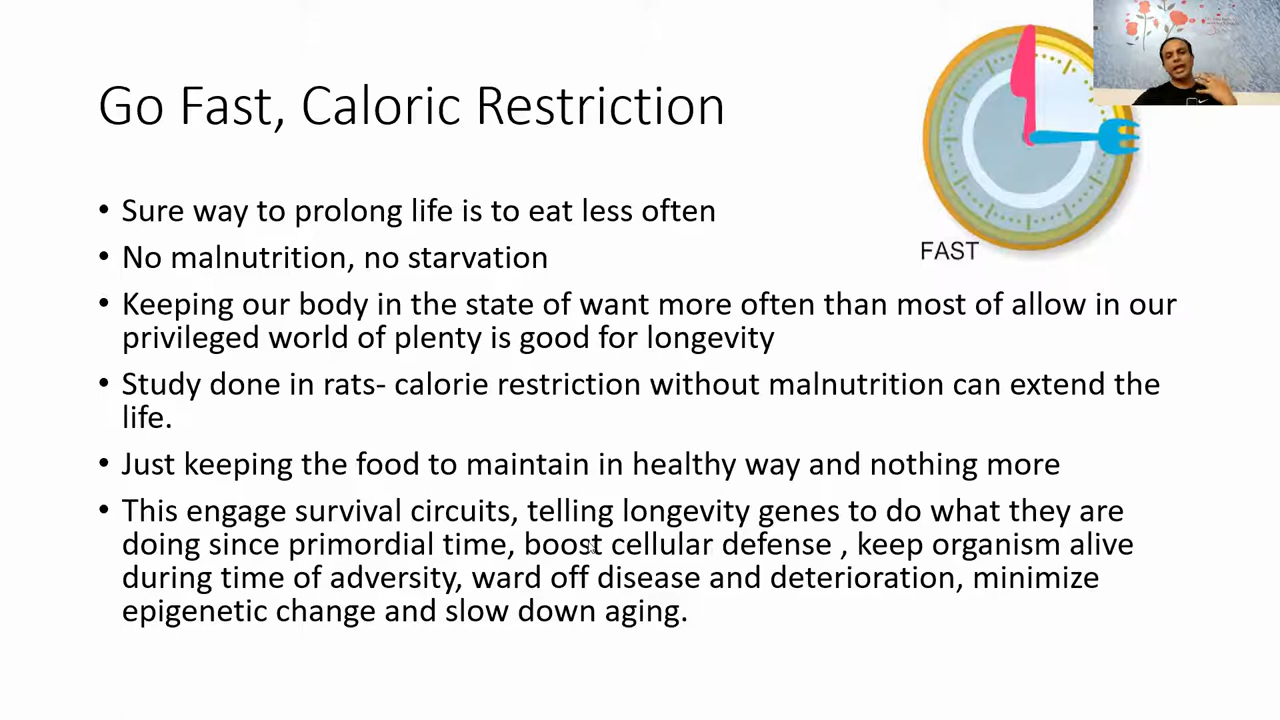 Go Fast, Caloric Restriction
FAST
• Sure way to prolong life is to eat less often
• No malnutrition, no starvation
• Keeping our body in the state of want more often than most of allow in our
privileged world of plenty is good for longevity
• Study done in rats- calorie restriction without malnutrition can extend the
life.
• Just keeping the food to maintain in healthy way and nothing more
• This engage survival circuits, telling longevity genes to do what they are
doing since primordial time, boost cellular defense , keep organism alive
during time of adversity, ward off disease and deterioration, minimize
epigenetic change and slow down aging.